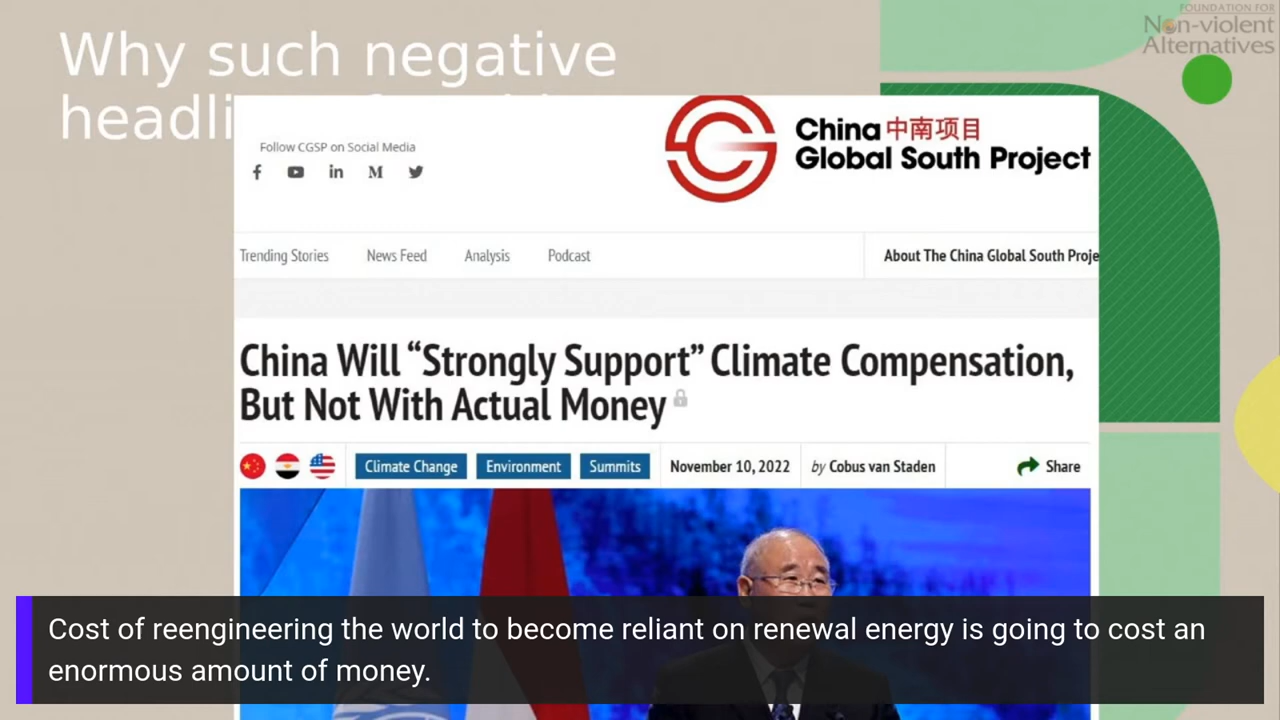 FOUNDATION FOR
Non-violent
Alternatives
Why such negative
Follow CGSP on Social Media
China 中南项目
Global South Project
Trending Stories News Feed Analysis Podcast
About The China Global South Proje
China Will “Strongly Support” Climate Compensation,
But Not With Actual Money
Climate Change Environment Summits November 10, 2022 by Cobus van Staden Share
Cost of reengineering the world to become reliant on renewal energy is going to cost an
enormous amount of money.